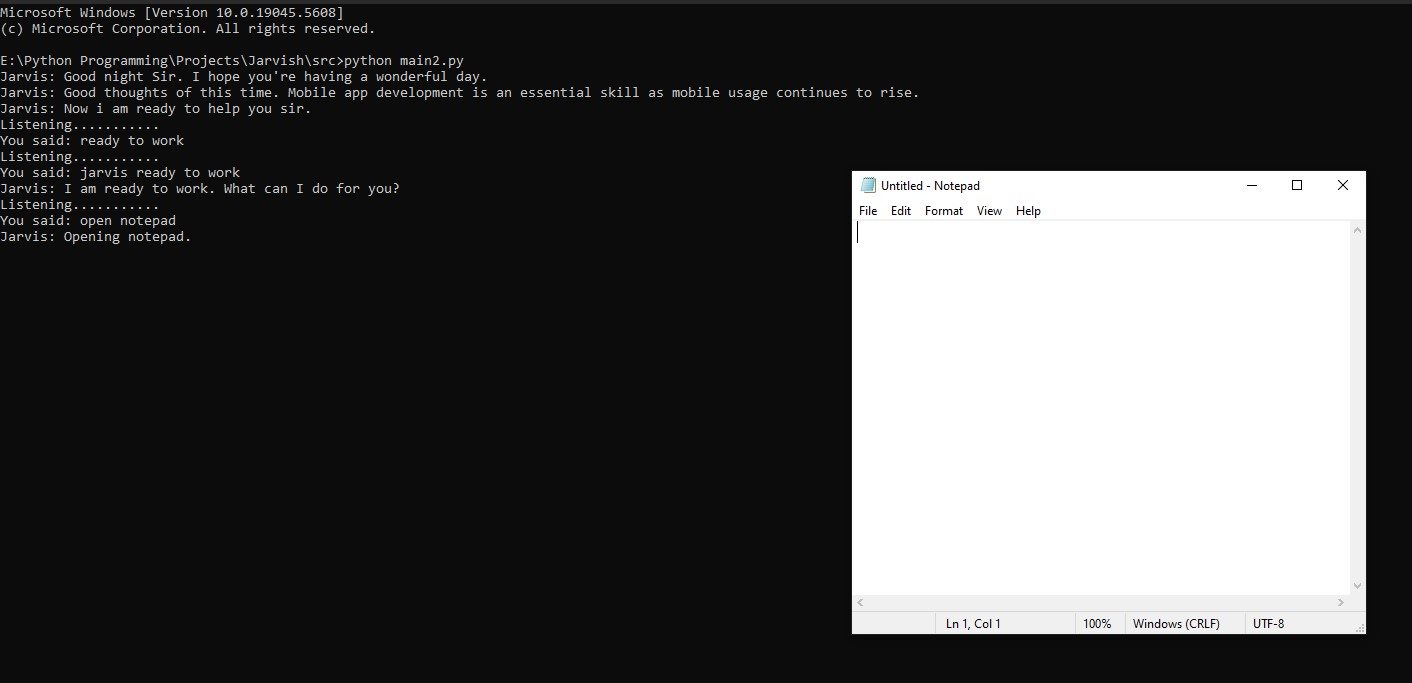 Microsoft Windows [Version 10.0.19045.5608]
(c) Microsoft Corporation. All rights reserved.
E:\Python Programming\Projects\Jarvish\src>python main2.py
Jarvis: Good night Sir. I hope you're having a wonderful day.
Jarvis: Good thoughts of this time. Mobile app development is an essential skill as mobile usage continues to rise.
Jarvis: Now i am ready to help you sir.
Listening...........
You said: ready to work
Listening...........
You said: jarvis ready to work
Jarvis: I am ready to work. What can I do for you?
Listening...........
You said: open notepad
Jarvis: Opening notepad.
Untitled - Notepad
File Edit Format View Help
Ln 1, Col 1 100% Windows (CRLF) UTF-8